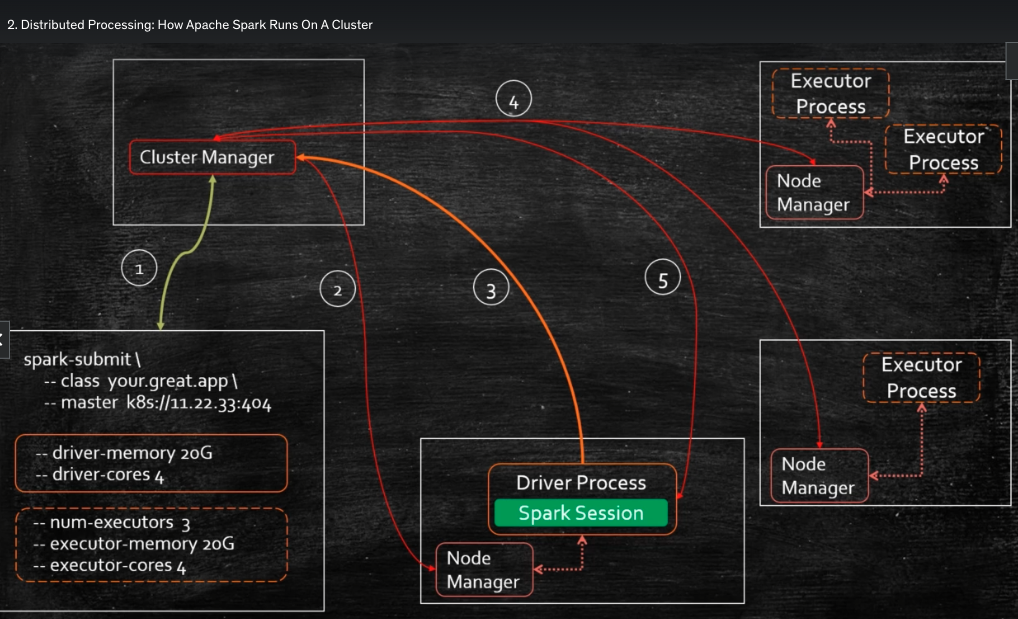 2. Distributed Processing: How Apache Spark Runs On A Cluster
4
Executor
Process
Executor
Process
Cluster Manager
Node
Manager
1
2
3
5
spark-submit \
-- class your.great.app \
-- master k8s://11.22.33:404
-- driver-memory 20G
-- driver-cores 4
-- num-executors 3
-- executor-memory 20G
-- executor-cores 4
Driver Process
Spark Session
Node
Manager
Executor
Process
Node
Manager